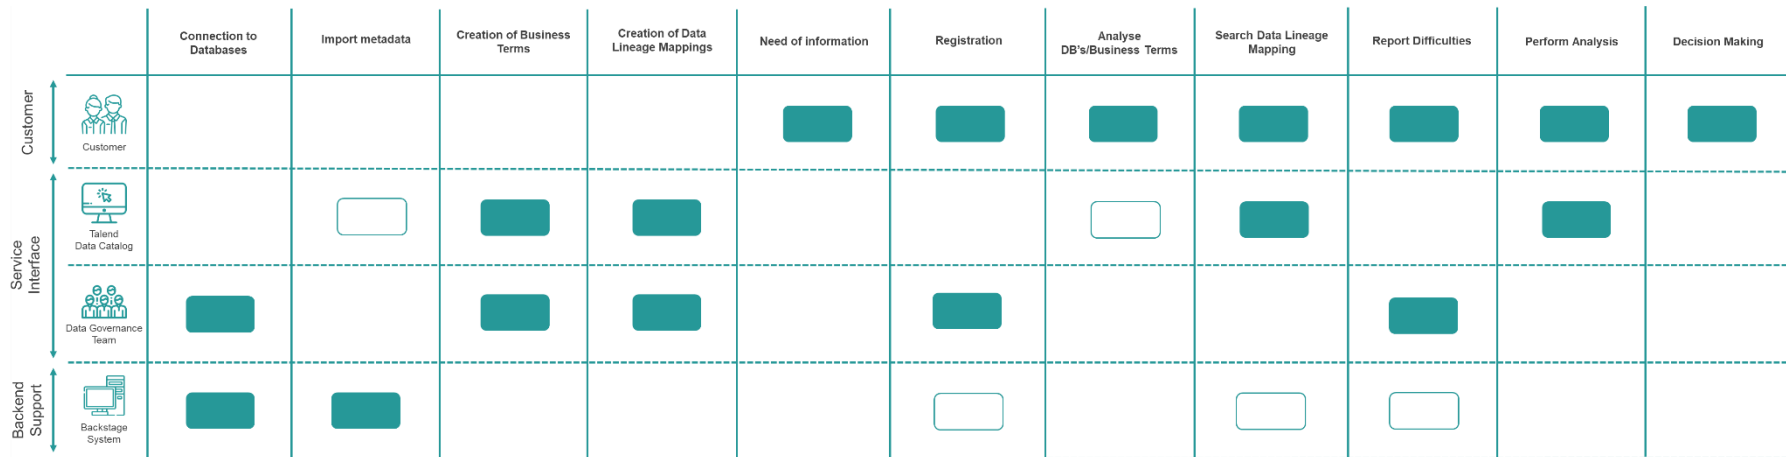 Connection to
Databases
Import metadata
Creation of Business
Terms
Creation of Data
Lineage Mappings
Need of information
Registration
Analyse
DB's/Business Terms
Search Data Lineage
Mapping
Report Difficulties
Perform Analysis
Decision Making
Customer
Customer
Service
Interface
Talend
Data Catalog
Data Governance
Team
Backend
Support
Backstage
System